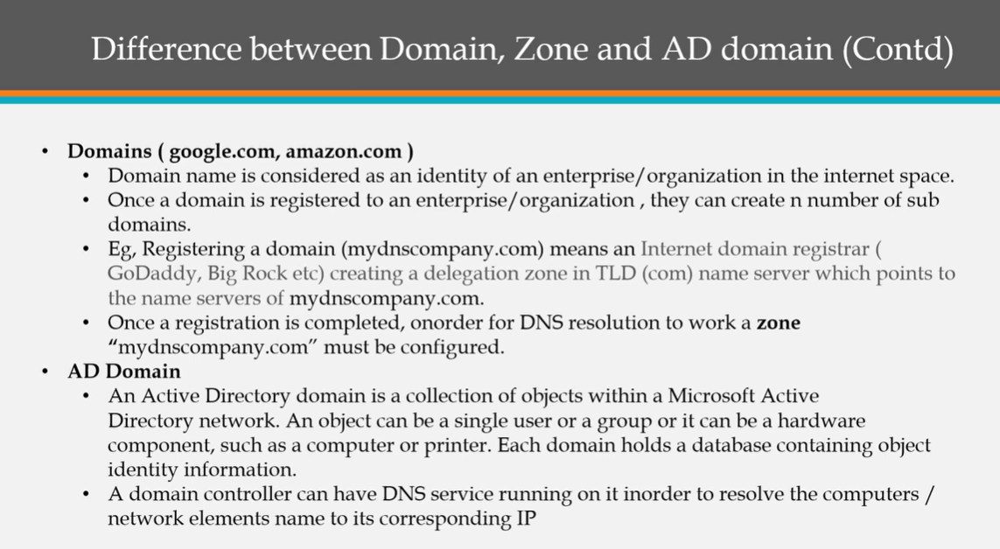 Difference between Domain, Zone and AD domain (Contd)
• Domains ( google.com, amazon.com )
• Domain name is considered as an identity of an enterprise/organization in the internet space.
• Once a domain is registered to an enterprise/organization , they can create n number of sub
domains.
• Eg, Registering a domain (mydnscompany.com) means an Internet domain registrar (
GoDaddy, Big Rock etc) creating a delegation zone in TLD (com) name server which points to
the name servers of mydnscompany.com.
• Once a registration is completed, onorder for DNS resolution to work a zone
“mydnscompany.com” must be configured.
• AD Domain
• An Active Directory domain is a collection of objects within a Microsoft Active
Directory network. An object can be a single user or a group or it can be a hardware
component, such as a computer or printer. Each domain holds a database containing object
identity information.
• A domain controller can have DNS service running on it inorder to resolve the computers /
network elements name to its corresponding IP